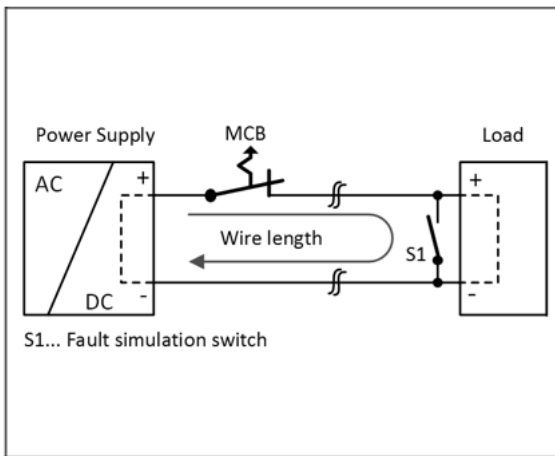 Power Supply
MCB
Load
AC
+
+
Wire length
S1
DC
-
-
S1... Fault simulation switch